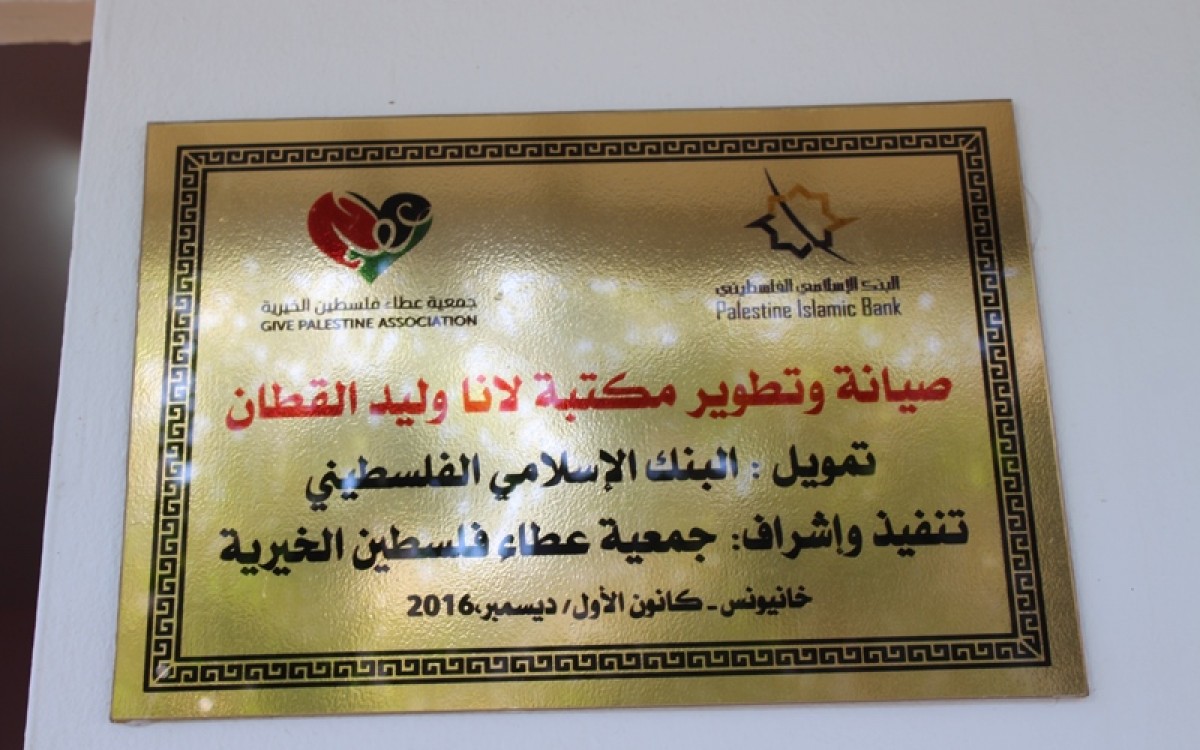 البنك الإسلامي الفلسطيني
Palestine Islamic Bank
جمعية عطاء فلسطين الخيرية
GIVE PALESTINE ASSOCIATION
صيانة وتطوير مكتبة لانا وليد القطان
تمويل : البنك الإسلامي الفلسطيني
تنفيذ وإشراف: جمعية عطاء فلسطين الخيرية
خانيونس - كانون الأول/ ديسمبر،2016